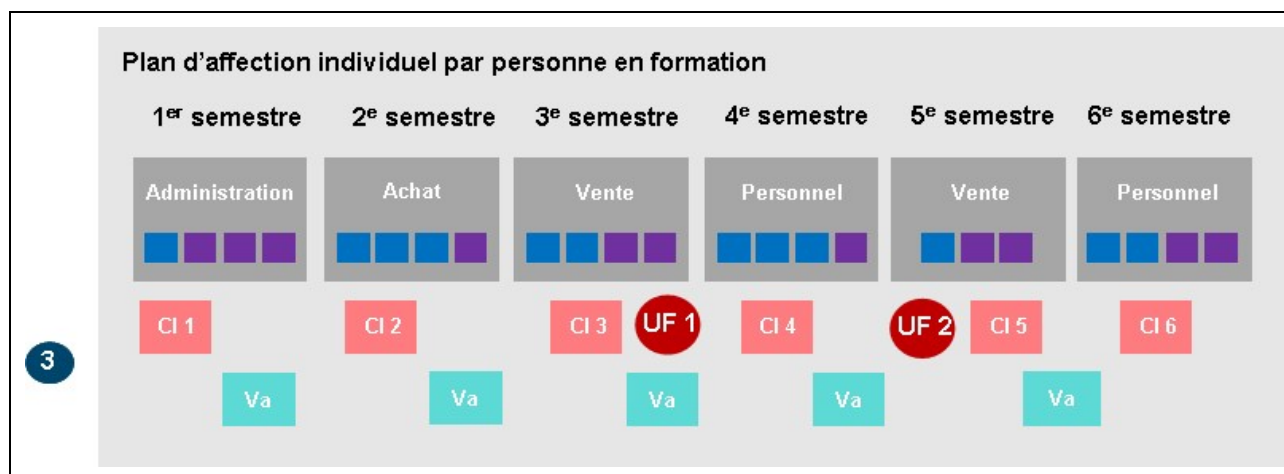 Plan d'affection individuel par personne en formation
1er semestre 2e semestre 3e semestre 4e semestre 5e semestre 6e semestre
Administration Achat Vente Personnel Vente Personnel
CI 1 CI 2 CI 3 UF 1 CI 4 UF 2 CI 5 CI 6
3
Va Va Va Va Va